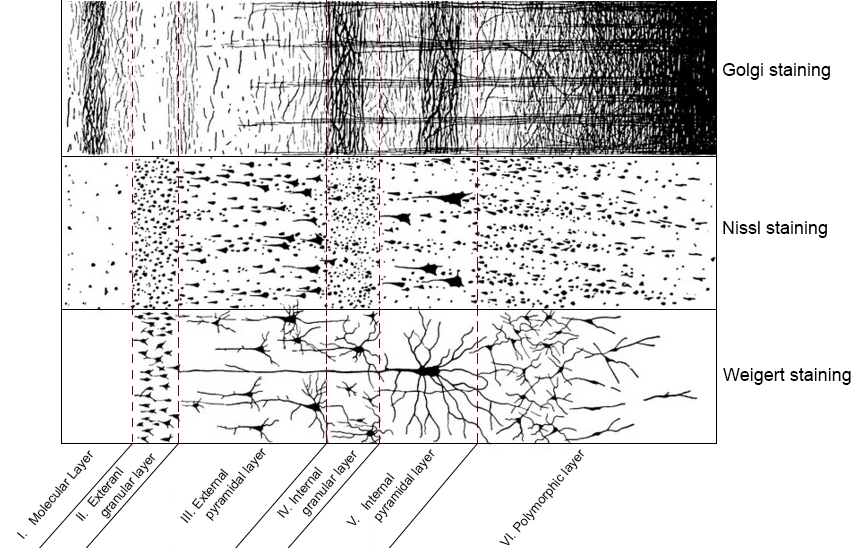 Golgi staining
Nissl staining
Weigert staining
I. Molecular Layer
II. Exteranl
granular layer
III. External
pyramidal layer
IV. Internal
granular layer
V. Internal
pyramidal layer
VI. Polymorphic layer